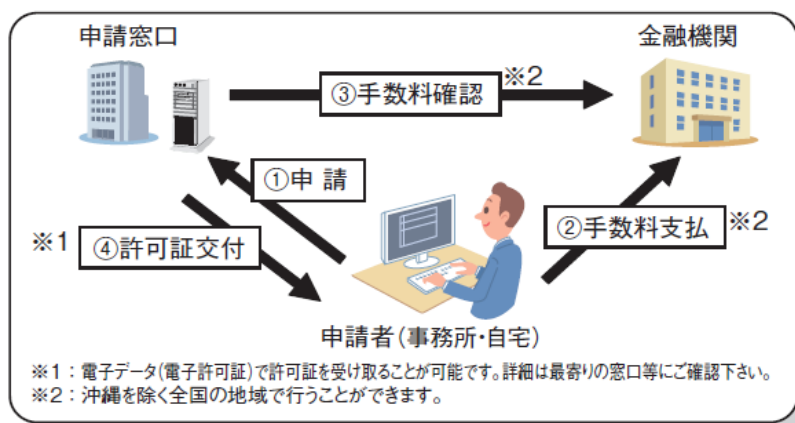 申請窓口
金融機関
③手数料確認
※2
①申 請
②手数料支払
※2
※1
④許可証交付
申請者(事務所・自宅)
※1：電子データ(電子許可証)で許可証を受け取ることが可能です。詳細は最寄りの窓口等にご確認下さい。
※2：沖縄を除く全国の地域で行うことができます。